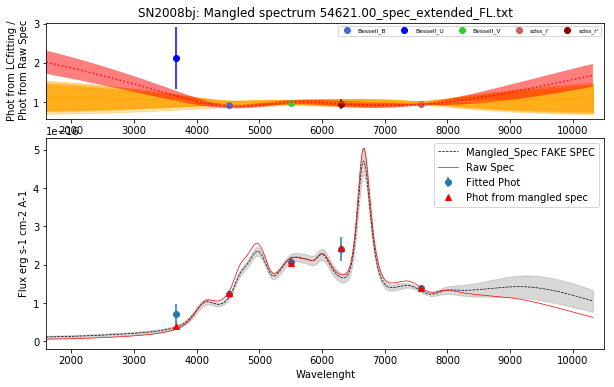 SN2008bj: Mangled spectrum 54621.00_spec_extended_FL.txt
Phot from LCfitting /
Phot from Raw Spec
3
2
1
Bessell_B
Bessell_U
Bessell_V
sdss_i'
sdss_r'
2000 3000 4000 5000 6000 7000 8000 9000 10000
1e−16
Flux erg s-1 cm-2 A-1
5
4
3
2
1
0
Mangled_Spec FAKE SPEC
Raw Spec
Fitted Phot
Phot from mangled spec
2000 3000 4000 5000 6000 7000 8000 9000 10000
Wavelenght